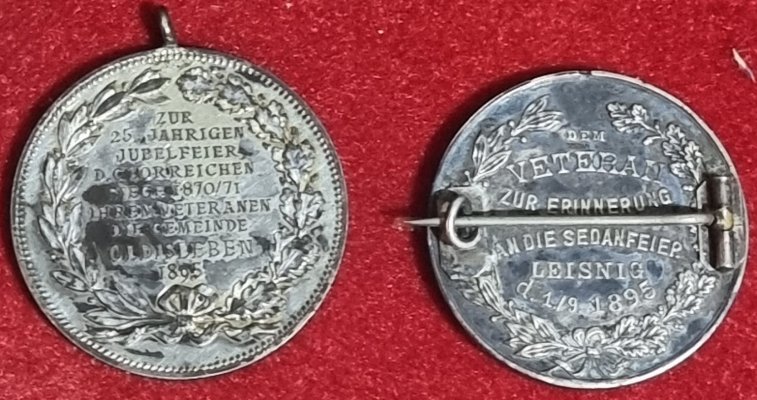 ZUR
25 JÄHRIGEN
JUBELFEIER
D. GLORREICHEN
1870/71
IHREN VETERANEN
DIE GEMEINDE
OLDISLEBEN
1895
DEM
VETERAN
ZUR ERINNERUNG
AN DIE SEDANFEIER
LEISNIG
d. 1/9 1895